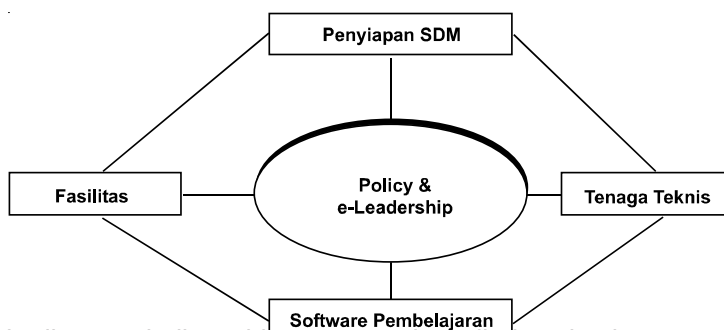 Penyiapan SDM
Policy &
e-Leadership
Fasilitas
Tenaga Teknis
Software Pembelajaran